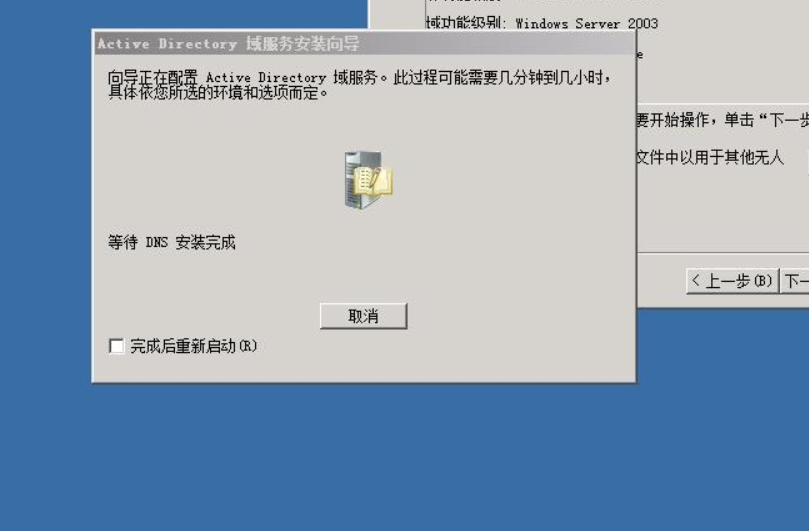 域功能级别: Windows Server 2003
Active Directory 域服务安装向导
e
向导正在配置 Active Directory 域服务。此过程可能需要几分钟到几小时,
具体依您所选的环境和选项而定。
要开始操作，单击“下一步
文件中以用于其他无人
等待 DNS 安装完成
< 上一步(B)
下一
取消
完成后重新启动(R)